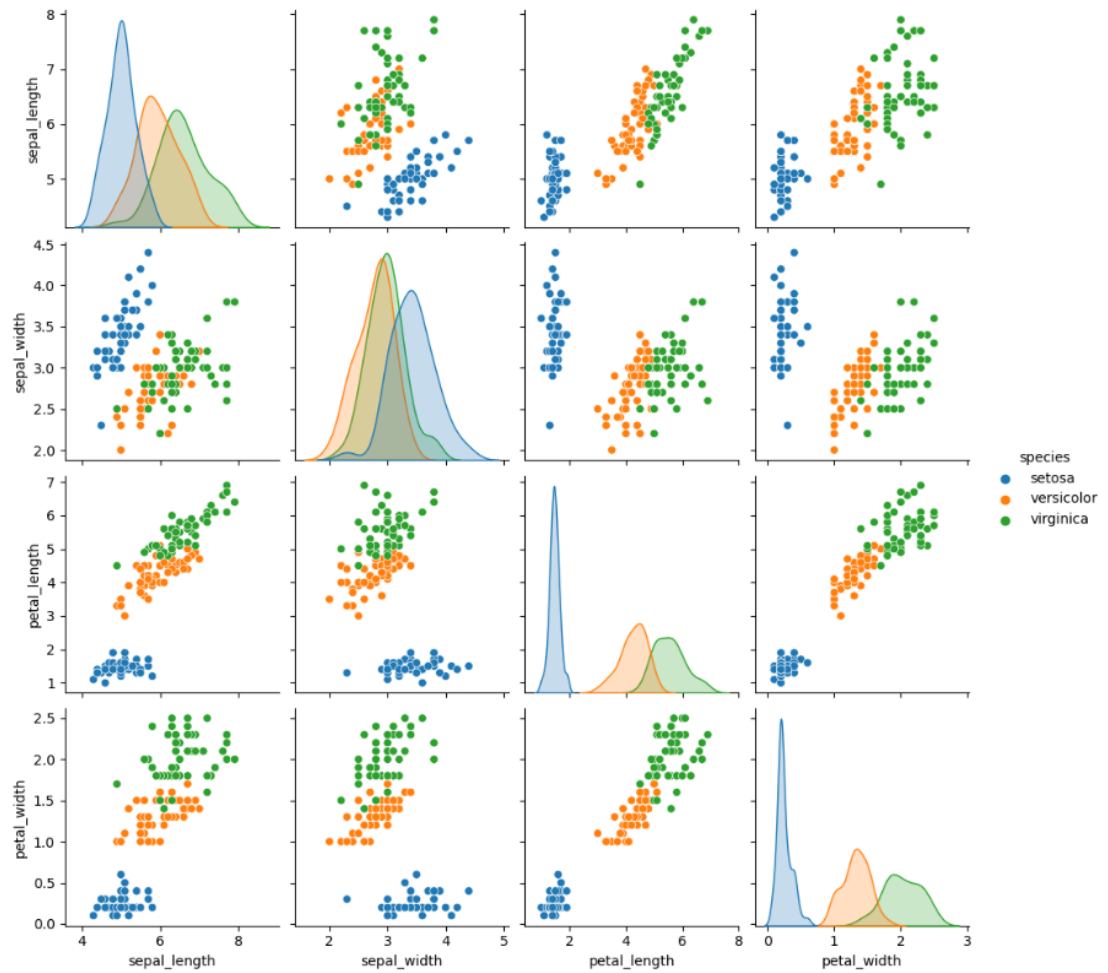 8
7
6
5
sepal_length
4.5
4.0
3.5
3.0
2.5
2.0
sepal_width
species
setosa
versicolor
virginica
7
6
5
4
3
2
1
petal_length
2.5
2.0
1.5
1.0
0.5
0.0
petal_width
4 6 8
2 3 4 5
2 4 6 8
0 1 2 3
sepal_length
sepal_width
petal_length
petal_width